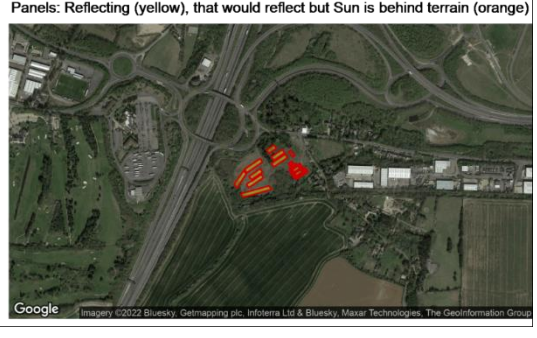 Panels: Reflecting (yellow), that would reflect but Sun is behind terrain (orange)
Google
Imagery ©2022 Bluesky, Getmapping plc, Infoterra Ltd & Bluesky, Maxar Technologies, The GeoInformation Group